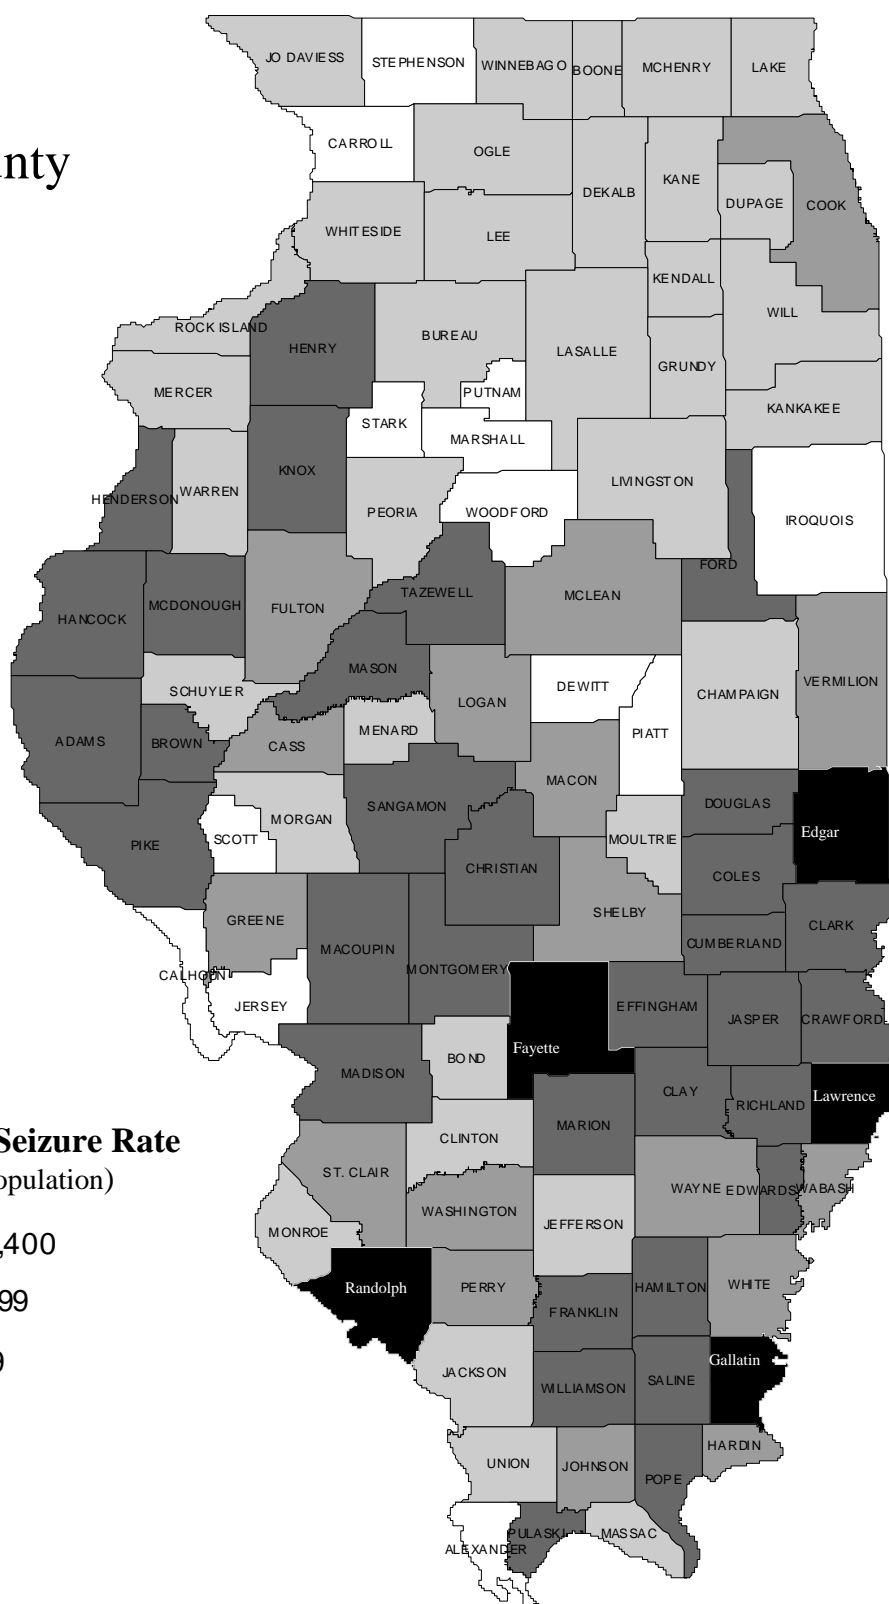 JO DAVIESS
STEPHENSON
WINNEBAGO
BOONE
MCHENRY
LAKE
CARROLL
OGLE
nty
DEKALB
KANE
DUPAGE
COOK
WHITESIDE
LEE
KENDALL
WILL
ROCK ISLAND
HENRY
BUREAU
LASALLE
GRUNDY
MERCER
PUTNAM
KANKAKEE
STARK
MARSHALL
HENDERSON
WARREN
KNOX
PEORIA
WOODFORD
LIVINGSTON
IROQUOIS
FORD
HANCOCK
MCDONOUGH
FULTON
TAZEWELL
MCLEAN
SCHUYLER
MASON
LOGAN
DEWITT
CHAMPAIGN
VERMILION
ADAMS
BROWN
CASS
MENARD
PIATT
MACON
DOUGLAS
PIKE
SCOTT
MORGAN
SANGAMON
CHRISTIAN
MOULTRIE
Edgar
COLES
GREENE
MACOUPIN
SHELBY
CLARK
CUMBERLAND
CALHOUN
MONTGOMERY
JERSEY
EFFINGHAM
JASPER
CRAWFORD
BOND
Fayette
MADISON
CLAY
RICHLAND
Lawrence
Seizure Rate
CLINTON
MARION
opulation)
ST. CLAIR
WAYNE
EDWARDS
WABASH
WASHINGTON
JEFFERSON
MONROE
,400
Randolph
PERRY
HAMILTON
WHITE
99
FRANKLIN
9
JACKSON
WILLIAMSON
SALINE
Gallatin
UNION
JOHNSON
POPE
HARDIN
PULASKI
MASSAC
ALEXANDER